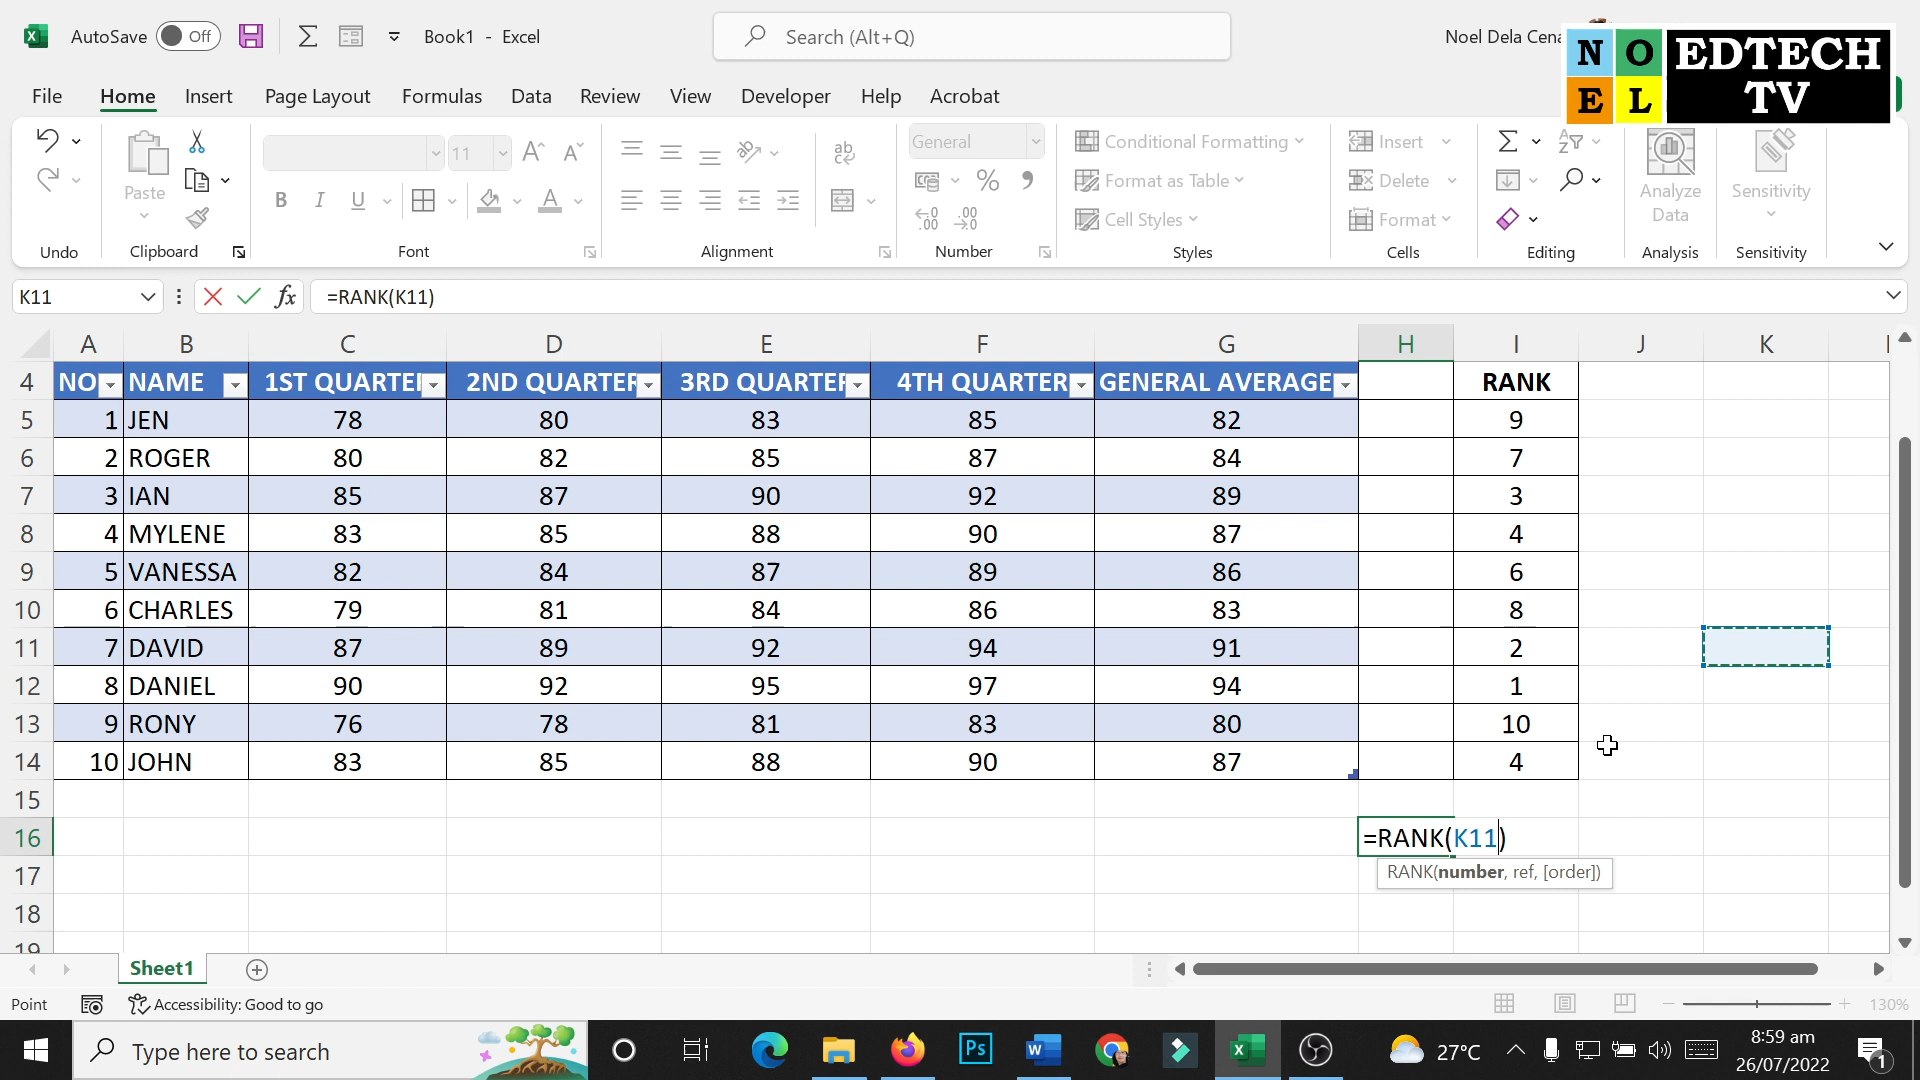 AutoSave Off Book1 - Excel Search (Alt+Q) Noel Dela Cena
N O E L EDTECH TV
File Home Insert Page Layout Formulas Data Review View Developer Help Acrobat
Paste 11 General Conditional Formatting Insert
B I U ab % Format as Table Delete Analyze Data Sensitivity
Cell Styles Format
Undo Clipboard Font Alignment Number Styles Cells Editing Analysis Sensitivity
K11 fx =RANK(K11)
A B C D E F G H I J K
4 NO NAME 1ST QUARTER 2ND QUARTER 3RD QUARTER 4TH QUARTER GENERAL AVERAGE RANK
5 1 JEN 78 80 83 85 82 9
6 2 ROGER 80 82 85 87 84 7
7 3 IAN 85 87 90 92 89 3
8 4 MYLENE 83 85 88 90 87 4
9 5 VANESSA 82 84 87 89 86 6
10 6 CHARLES 79 81 84 86 83 8
11 7 DAVID 87 89 92 94 91 2
12 8 DANIEL 90 92 95 97 94 1
13 9 RONY 76 78 81 83 80 10
14 10 JOHN 83 85 88 90 87 4
15
16 =RANK(K11)
17 RANK(number, ref, [order])
18
19
Sheet1
Point Accessibility: Good to go 130%
Type here to search Ps W 27°C 8:59 am
26/07/2022 1